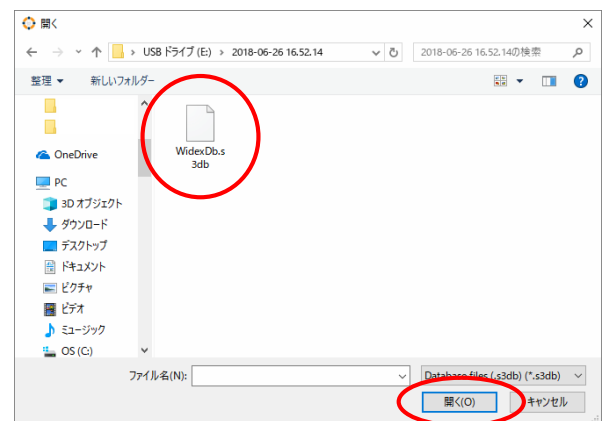 開く
USB ドライブ (E:) › 2018-06-26 16.52.14
2018-06-26 16.52.14の検索
整理
新しいフォルダー
OneDrive
PC
3D オブジェクト
ダウンロード
デスクトップ
ドキュメント
ピクチャ
ビデオ
ミュージック
OS (C:)
WidexDb.s
3db
ファイル名(N):
Database files (.s3db) (*.s3db)
開く(O)
キャンセル